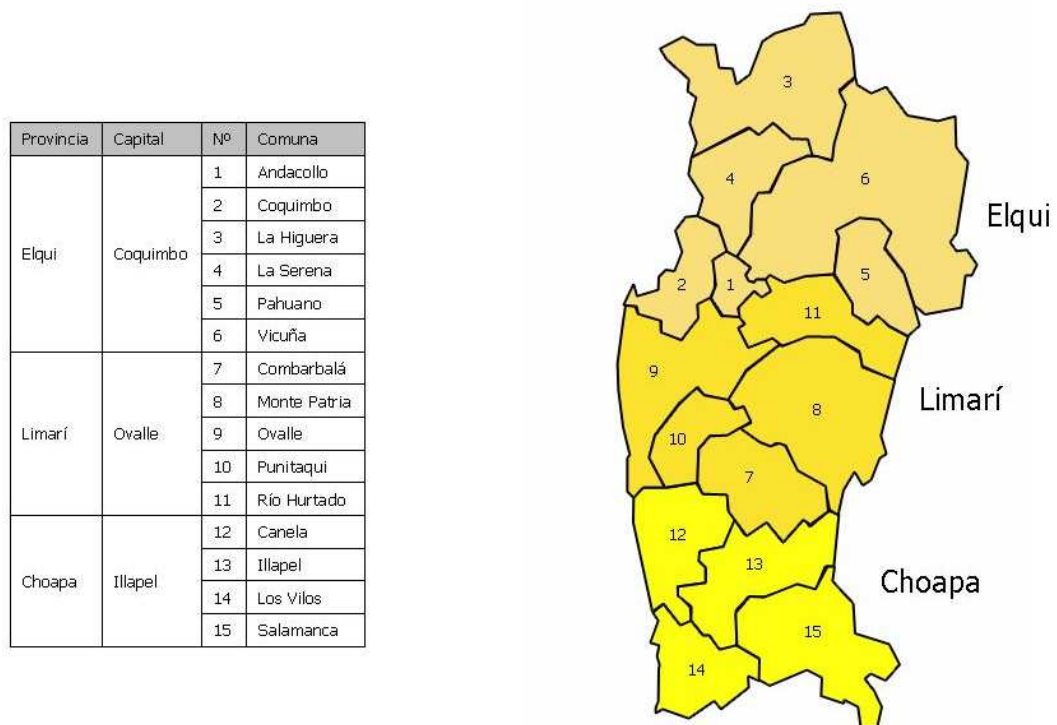 Provincia Capital Nº Comuna
Elqui Coquimbo 1 Andacollo
2 Coquimbo
3 La Higuera
4 La Serena
5 Pahuano
6 Vicuña
Limarí Ovalle 7 Combarbalá
8 Monte Patria
9 Ovalle
10 Punitaqui
11 Río Hurtado
Choapa Illapel 12 Canela
13 Illapel
14 Los Vilos
15 Salamanca
3
4
6
Elqui
2
1
5
11
9
8
Limarí
10
7
12
13
Choapa
15
14